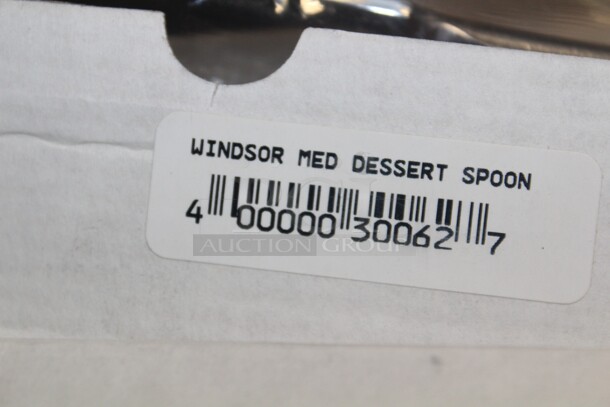 WINDSOR MED DESSERT SPOON
4 00000 30062 7
AUCTION GROUP